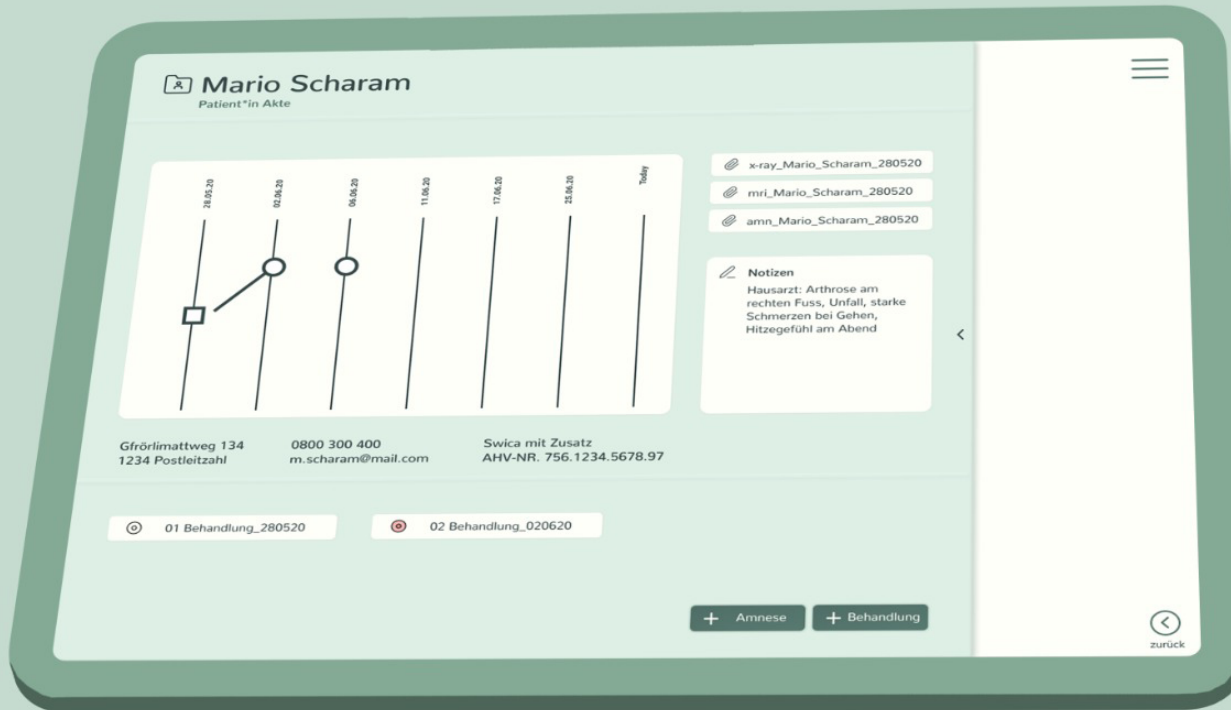 Mario Scharam
Patient*in Akte
28.05.20
02.06.20
06.06.20
11.06.20
17.06.20
25.06.20
Today
x-ray_Mario_Scharam_280520
mri_Mario_Scharam_280520
amn_Mario_Scharam_280520
Notizen
Hausarzt: Arthrose am
rechten Fuss, Unfall, starke
Schmerzen bei Gehen,
Hitzegefühl am Abend
Gfrörlimattweg 134
1234 Postleitzahl
0800 300 400
m.scharam@mail.com
Swica mit Zusatz
AHV-NR. 756.1234.5678.97
01 Behandlung_280520
02 Behandlung_020620
+ Amnese
+ Behandlung
zurück